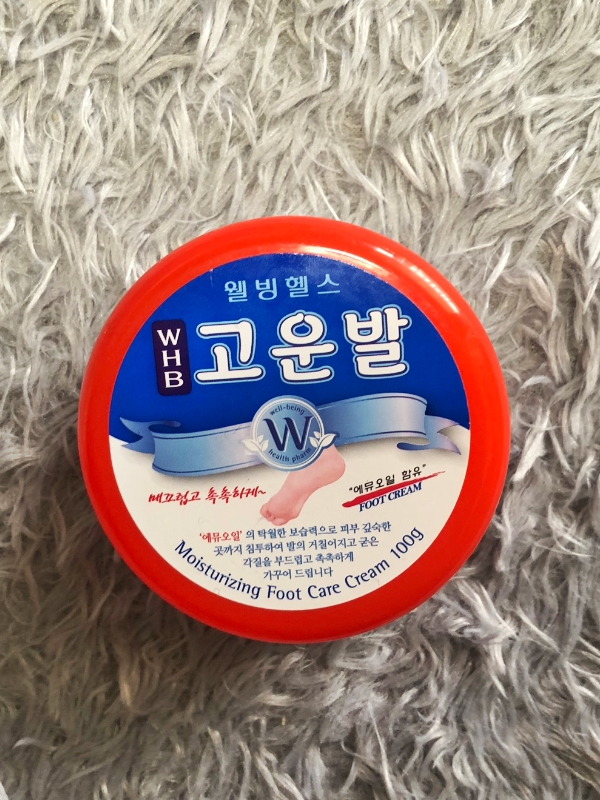 웰빙헬스
WHB
고운발
well-being
W
health pharm
매끄럽고 촉촉하게~
"에뮤오일 함유"
FOOT CREAM
'에뮤오일' 의 탁월한 보습력으로 피부 깊숙한
곳까지 침투하여 발의 거칠어지고 굳은
각질을 부드럽고 촉촉하게
가꾸어 드립니다
Moisturizing Foot Care Cream 100g